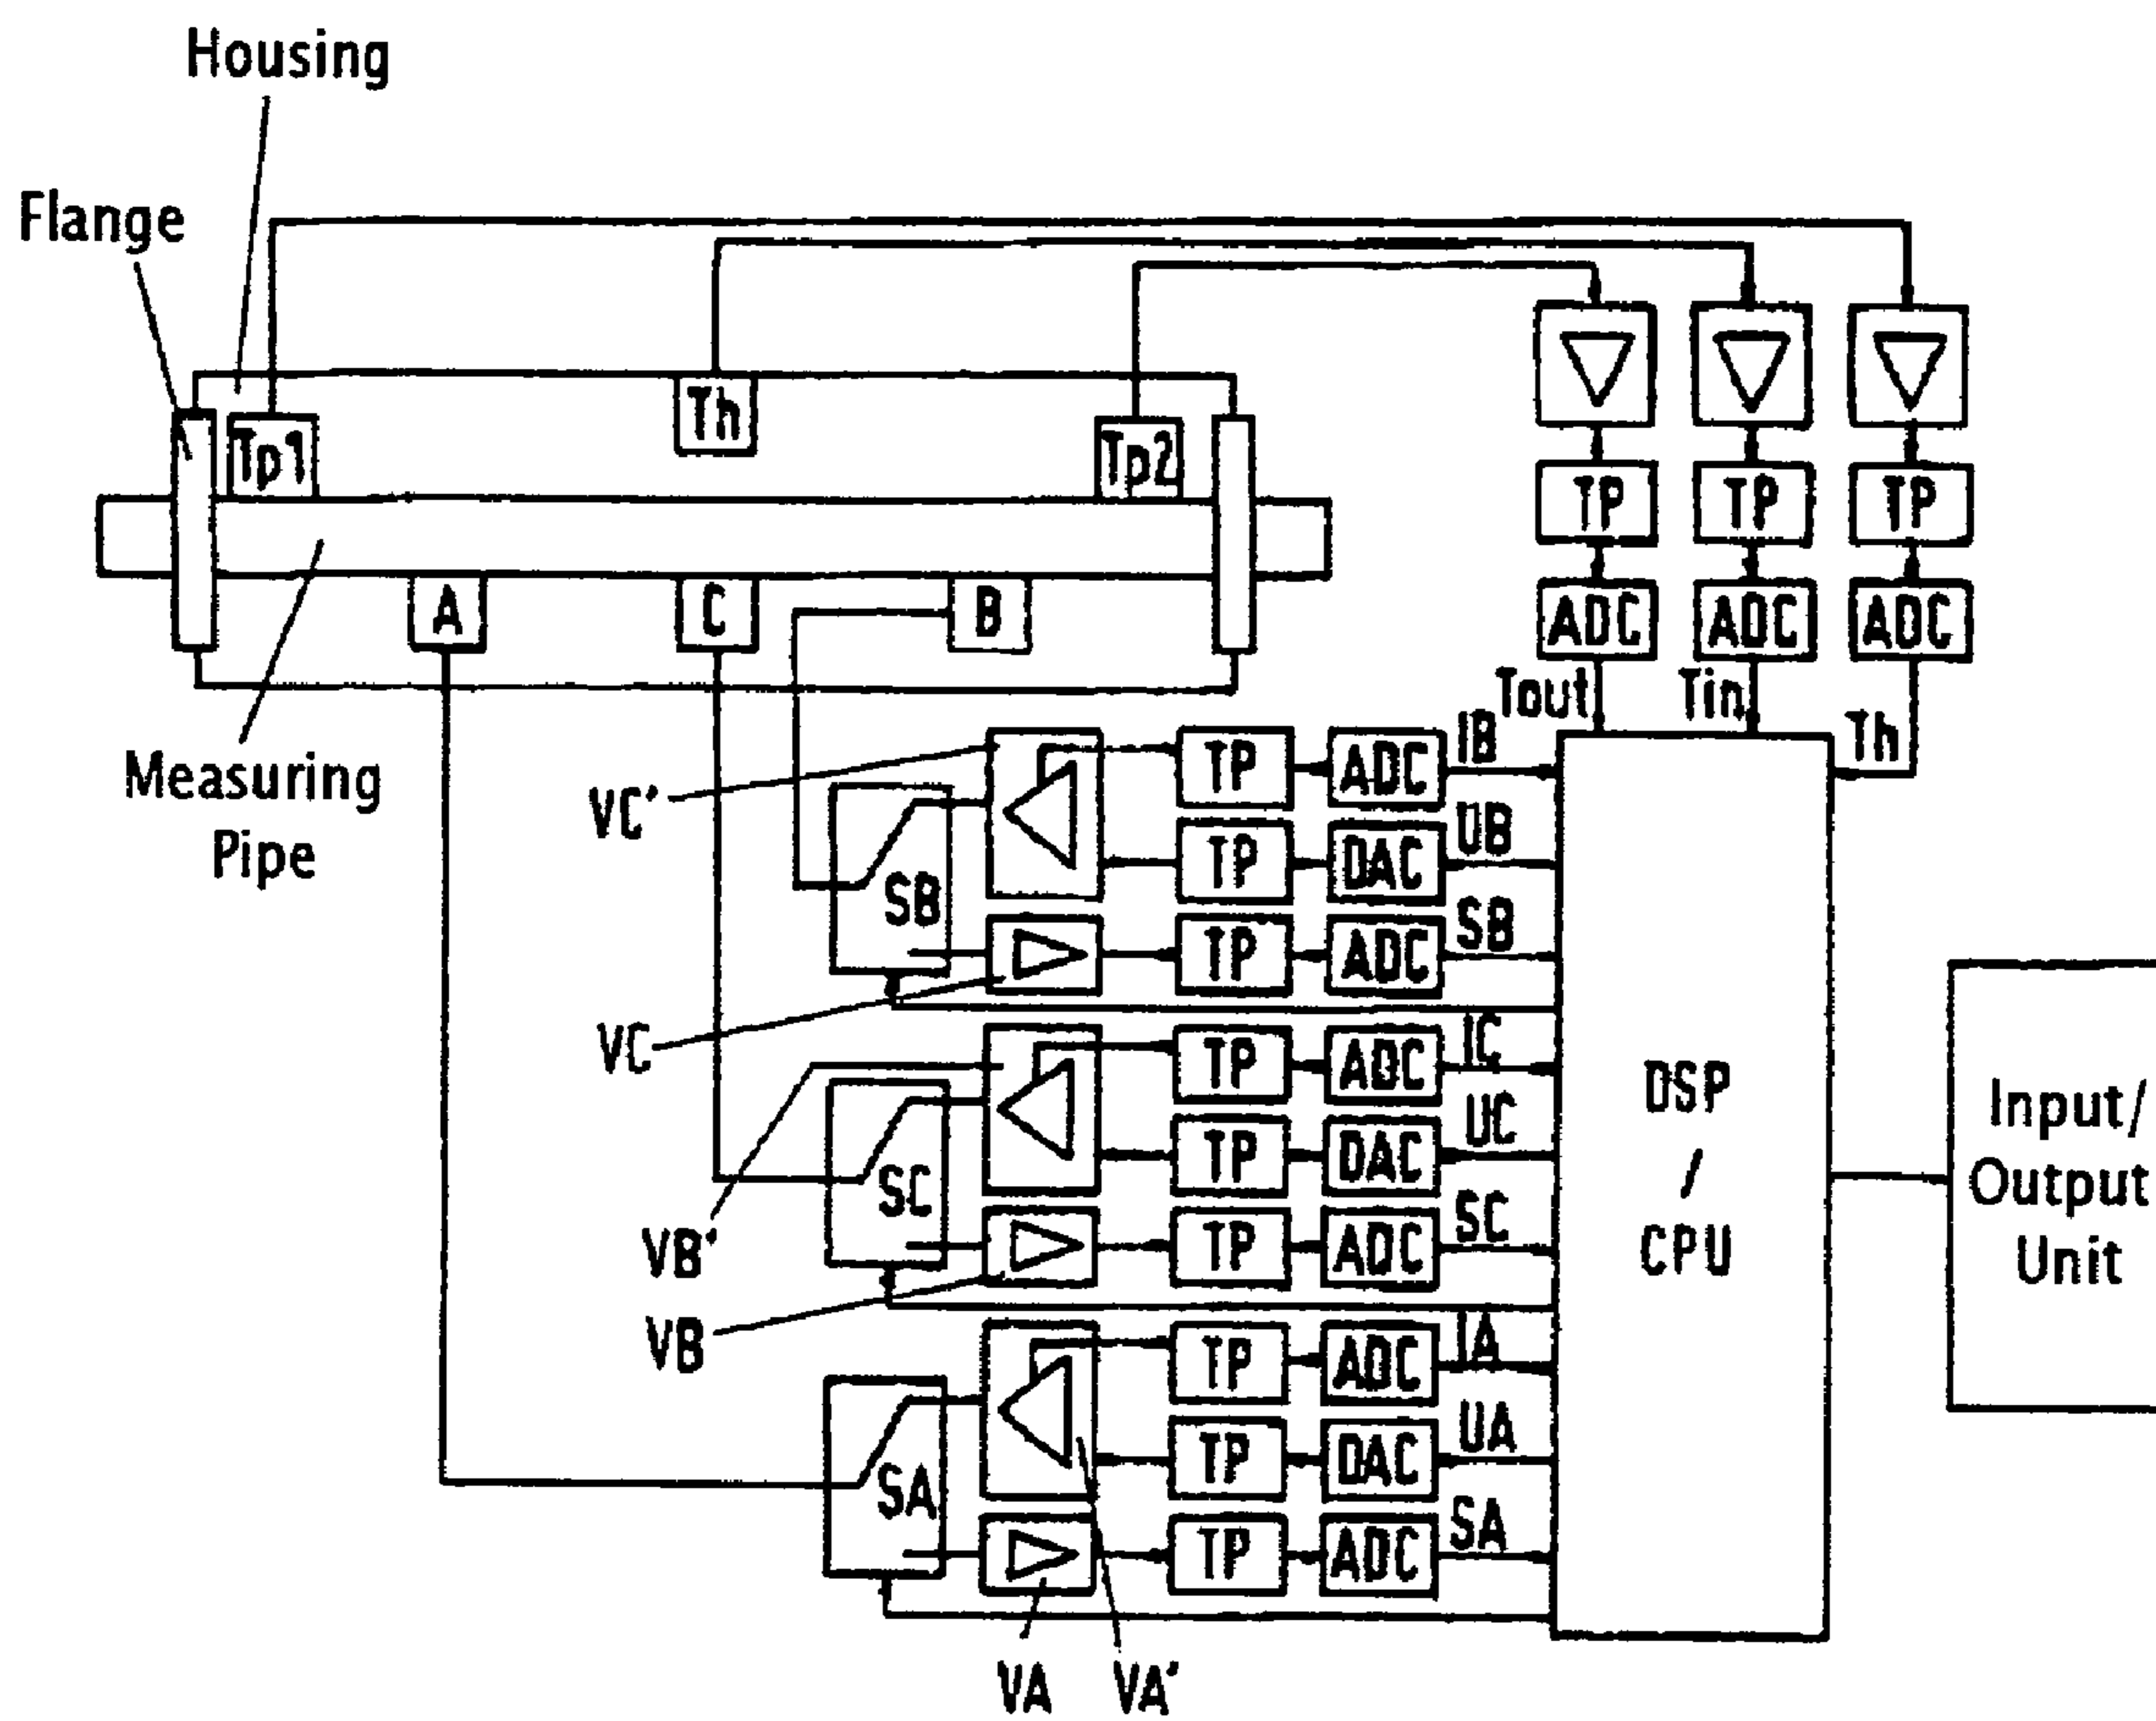 Housing
Flange
Th
Tp1
Tp2
TP TP TP
A C B
ADC ADC ADC
Tout Tin Th
Measuring
Pipe
VC'
TP ADC IB
TP DAC UB
SB
TP ADC SB
VC
TP ADC IC
TP DAC UC
SC
TP ADC SC
VB'
VB
DSP
/
CPU
Input/
Output
Unit
TP ADC IA
TP DAC UA
SA
TP ADC SA
VA VA'